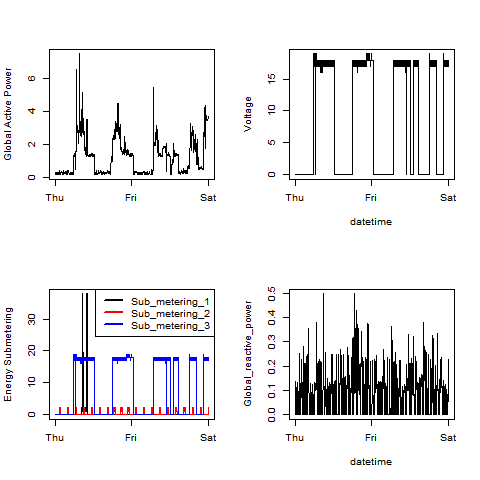 Global Active Power
0 2 4 6
Thu Fri Sat
Voltage
0 5 10 15
Thu Fri Sat
datetime
Energy Submetering
0 10 20 30
Sub_metering_1
Sub_metering_2
Sub_metering_3
Thu Fri Sat
Global_reactive_power
0.0 0.1 0.2 0.3 0.4 0.5
Thu Fri Sat
datetime